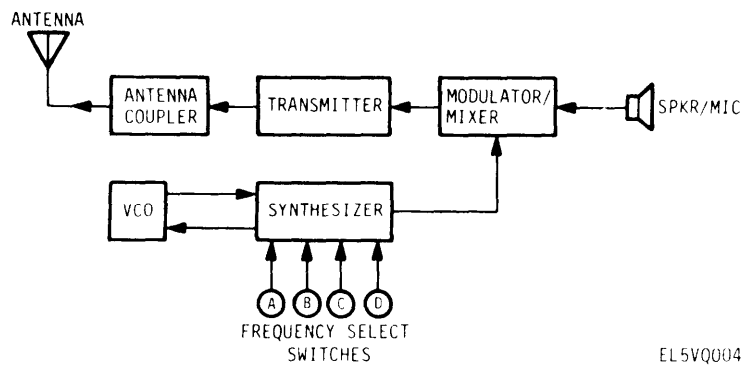 ANTENNA
ANTENNA
COUPLER
TRANSMITTER
MODULATOR/
MIXER
SPKR/MIC
VCO
SYNTHESIZER
A B C D
FREQUENCY SELECT
SWITCHES
EL5VQ004